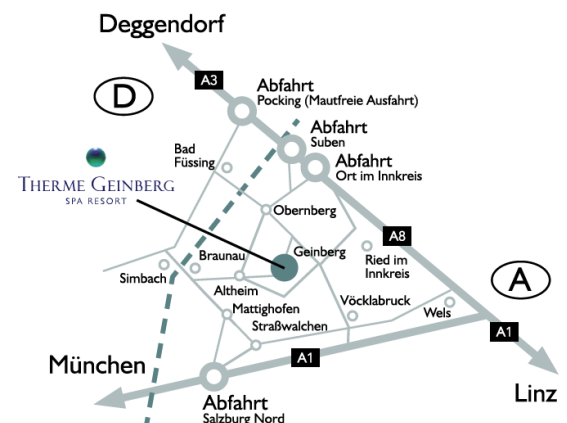 Deggendorf
A3
D
Abfahrt
Pocking (Mautfreie Ausfahrt)
Abfahrt
Suben
Bad
Füssing
Abfahrt
Ort im Innkreis
THERME GEINBERG
SPA RESORT
Obernberg
A8
Geinberg
Braunau
Ried im
Innkreis
Simbach
A
Altheim
Mattighofen
Vöcklabruck
Wels
Straßwalchen
A1
A1
München
Linz
Abfahrt
Salzburg Nord